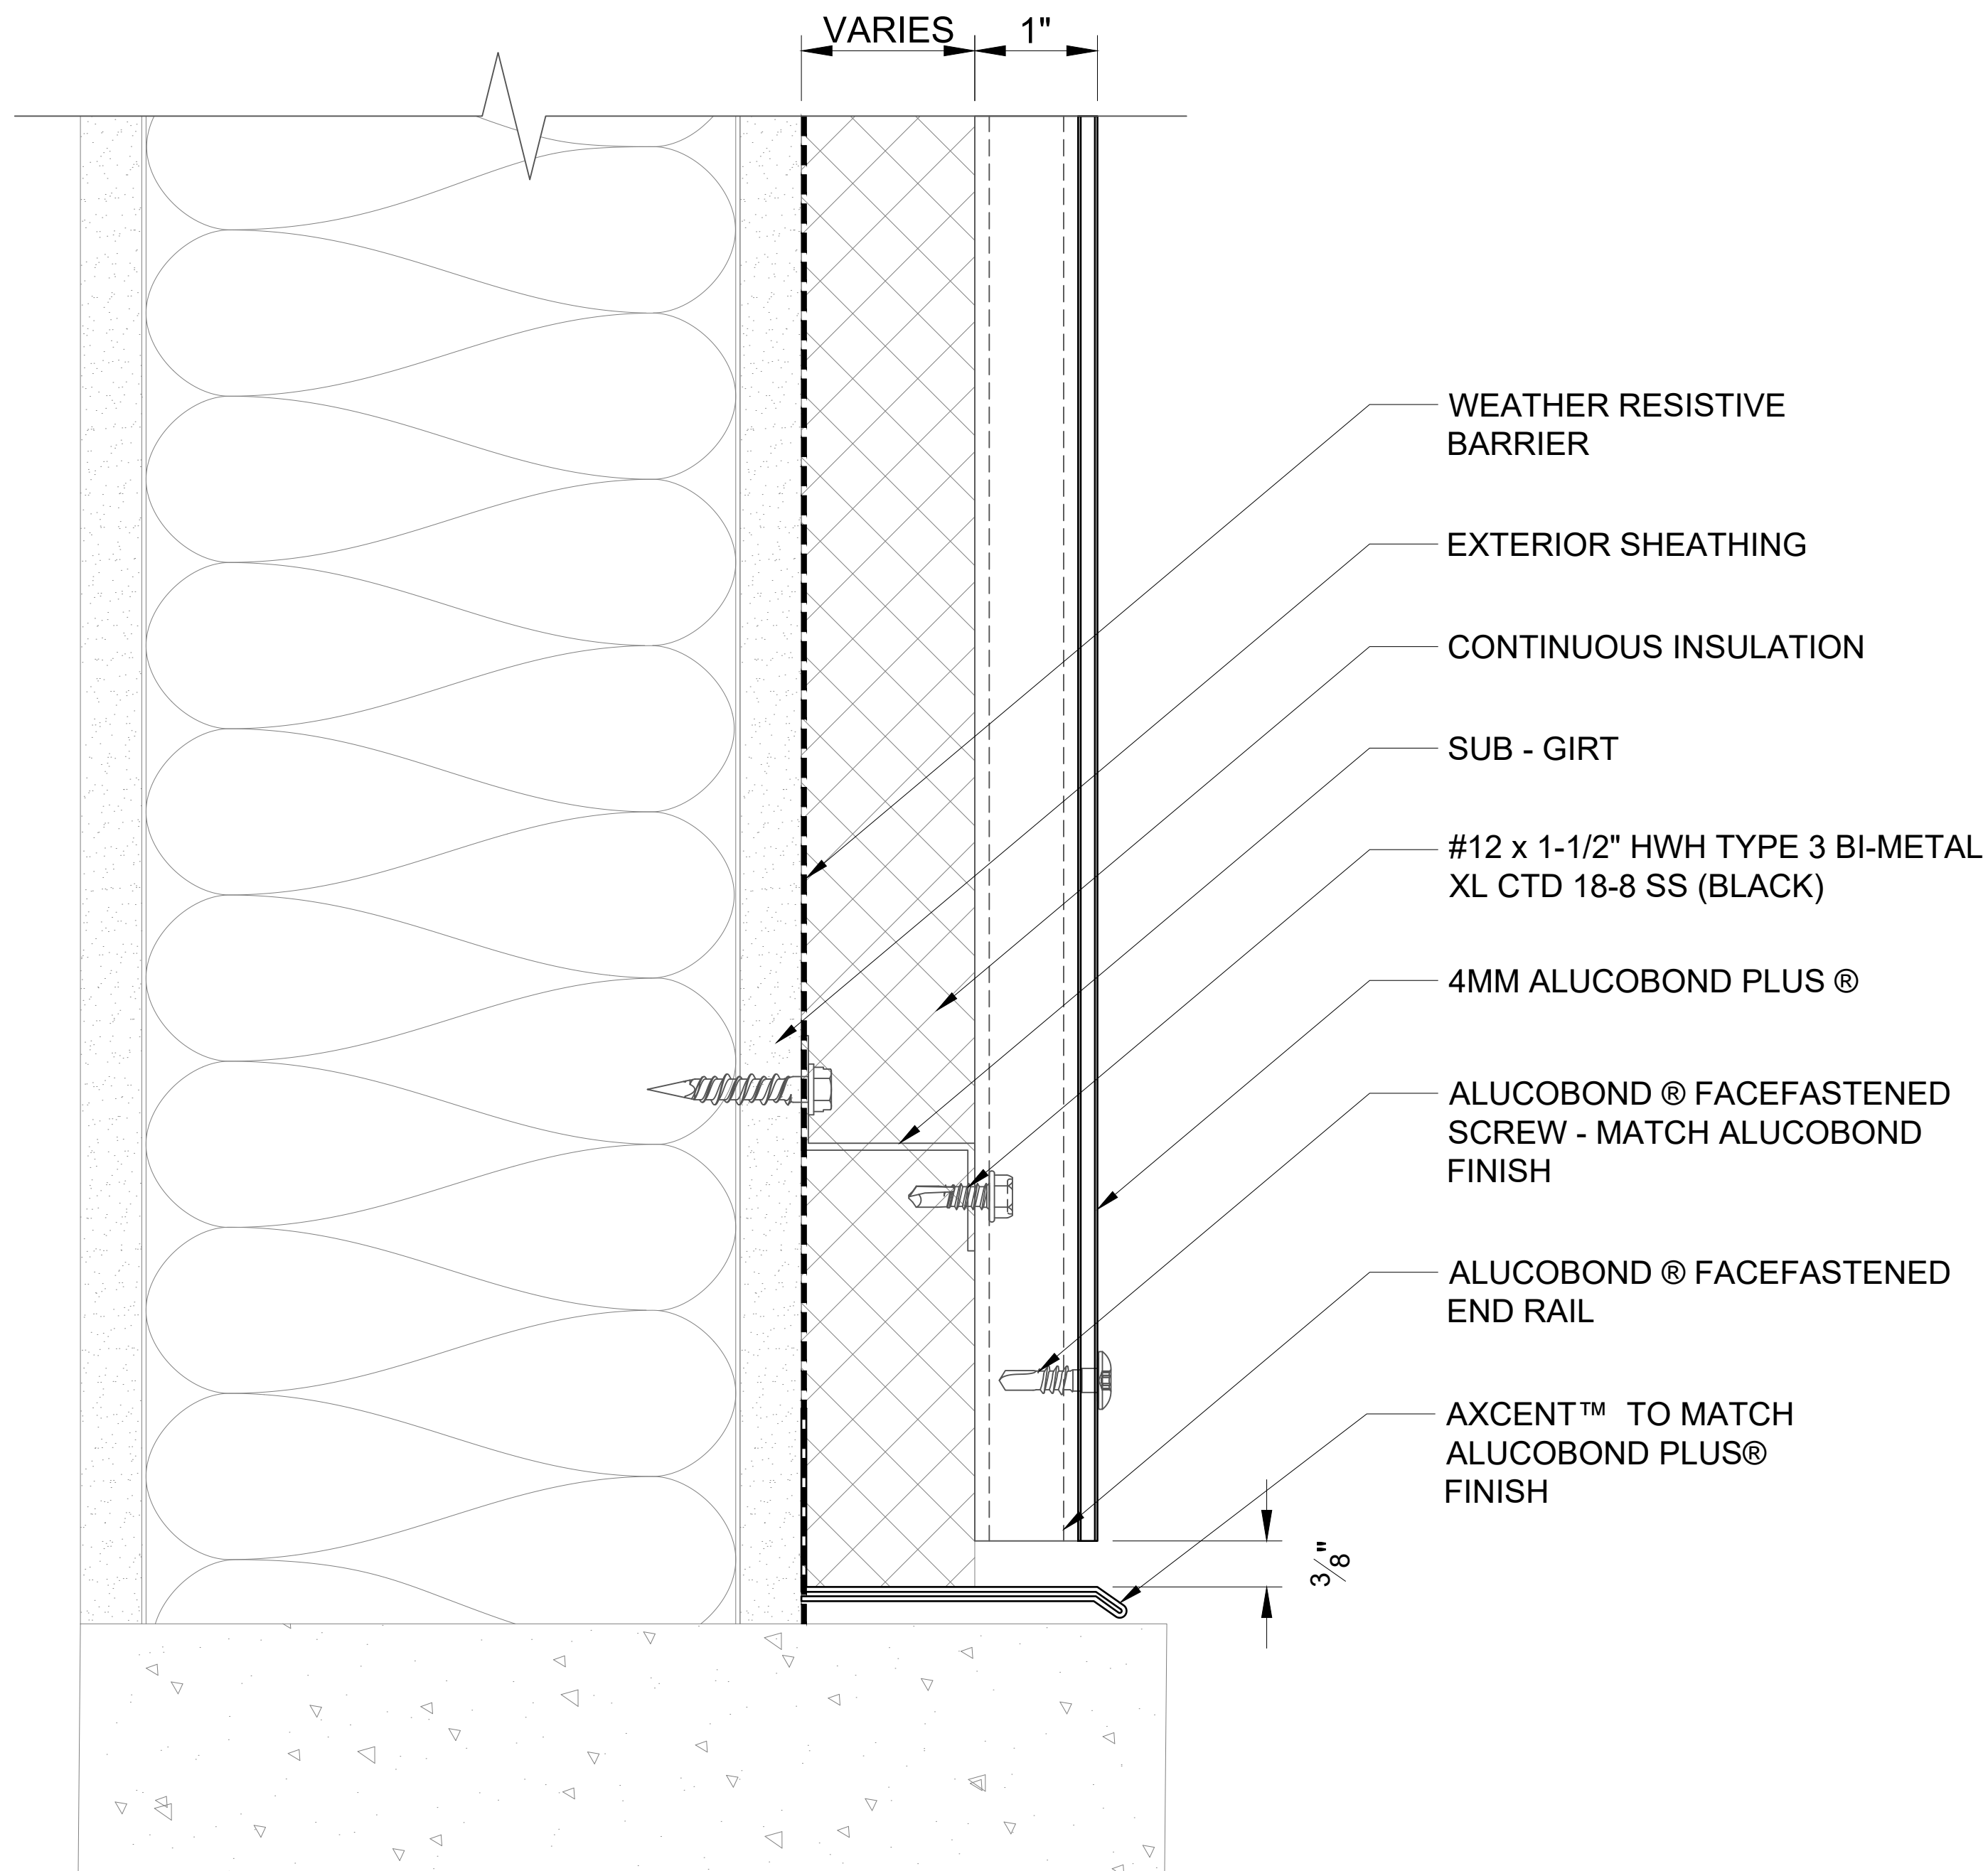 VARIES
1"
WEATHER RESISTIVE
BARRIER
EXTERIOR SHEATHING
CONTINUOUS INSULATION
SUB - GIRT
#12 x 1-1/2" HWH TYPE 3 BI-METAL
XL CTD 18-8 SS (BLACK)
4MM ALUCOBOND PLUS ®
ALUCOBOND ® FACEFASTENED
SCREW - MATCH ALUCOBOND
FINISH
ALUCOBOND ® FACEFASTENED
END RAIL
AXCENT™ TO MATCH
ALUCOBOND PLUS®
FINISH
3/8"